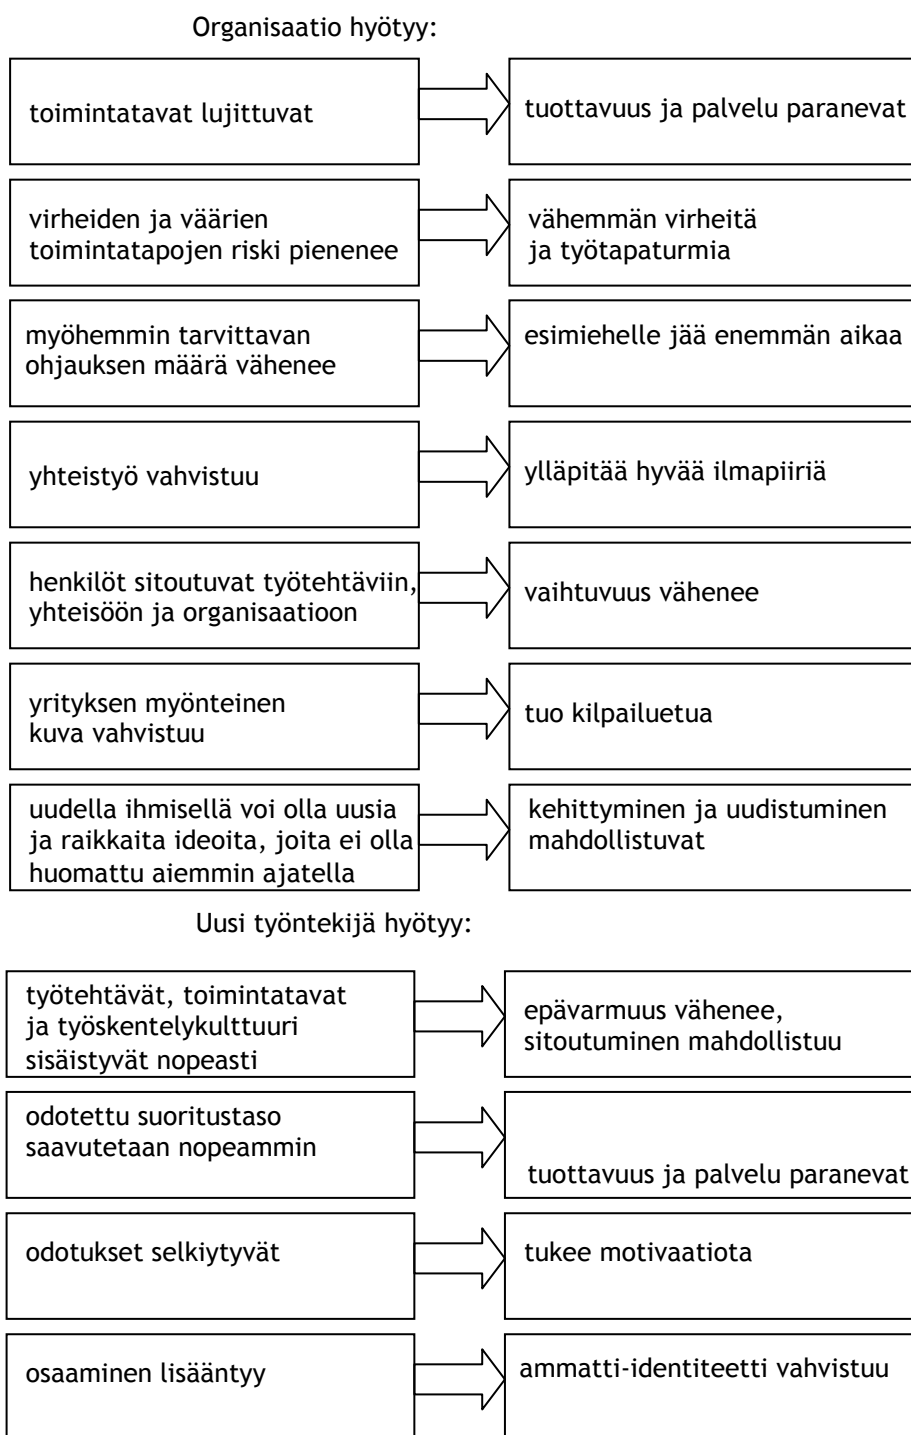 Organisaatio hyötyy:
toimintatavat lujittuvat
tuottavuus ja palvelu paranevat
virheiden ja väärien
toimintatapojen riski pienenee
vähemmän virheitä
ja työtapaturmia
myöhemmin tarvittavan
ohjauksen määrä vähenee
esimiehelle jää enemmän aikaa
yhteistyö vahvistuu
ylläpitää hyvää ilmapiiriä
henkilöt sitoutuvat työtehtäviin,
yhteisöön ja organisaatioon
vaihtuvuus vähenee
yrityksen myönteinen
kuva vahvistuu
tuo kilpailuetua
uudella ihmisellä voi olla uusia
ja raikkaita ideoita, joita ei olla
huomattu aiemmin ajatella
kehittyminen ja uudistuminen
mahdollistuvat
Uusi työntekijä hyötyy:
työtehtävät, toimintatavat
ja työskentelykulttuuri
sisäistyvät nopeasti
epävarmuus vähenee,
sitoutuminen mahdollistuu
odotettu suoritustaso
saavutetaan nopeammin
tuottavuus ja palvelu paranevat
odotukset selkiytyvät
tukee motivaatiota
osaaminen lisääntyy
ammatti-identiteetti vahvistuu